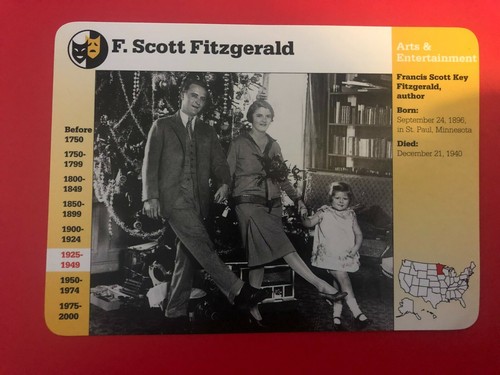 F. Scott Fitzgerald
Arts &
Entertainment
Francis Scott Key
Fitzgerald,
author
Born:
September 24, 1896,
in St. Paul, Minnesota
Died:
December 21, 1940
Before
1750
1750-
1799
1800-
1849
1850-
1899
1900-
1924
1925-
1949
1950-
1974
1975-
2000